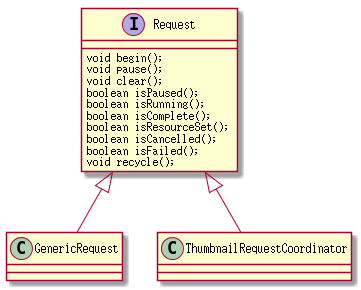 I Request
void begin();
void pause();
void clear();
boolean isPaused();
boolean isRunning();
boolean isComplete();
boolean isResourceSet();
boolean isCancelled();
boolean isFailed();
void recycle();
C GenericRequest
C ThumbnailRequestCoordinator